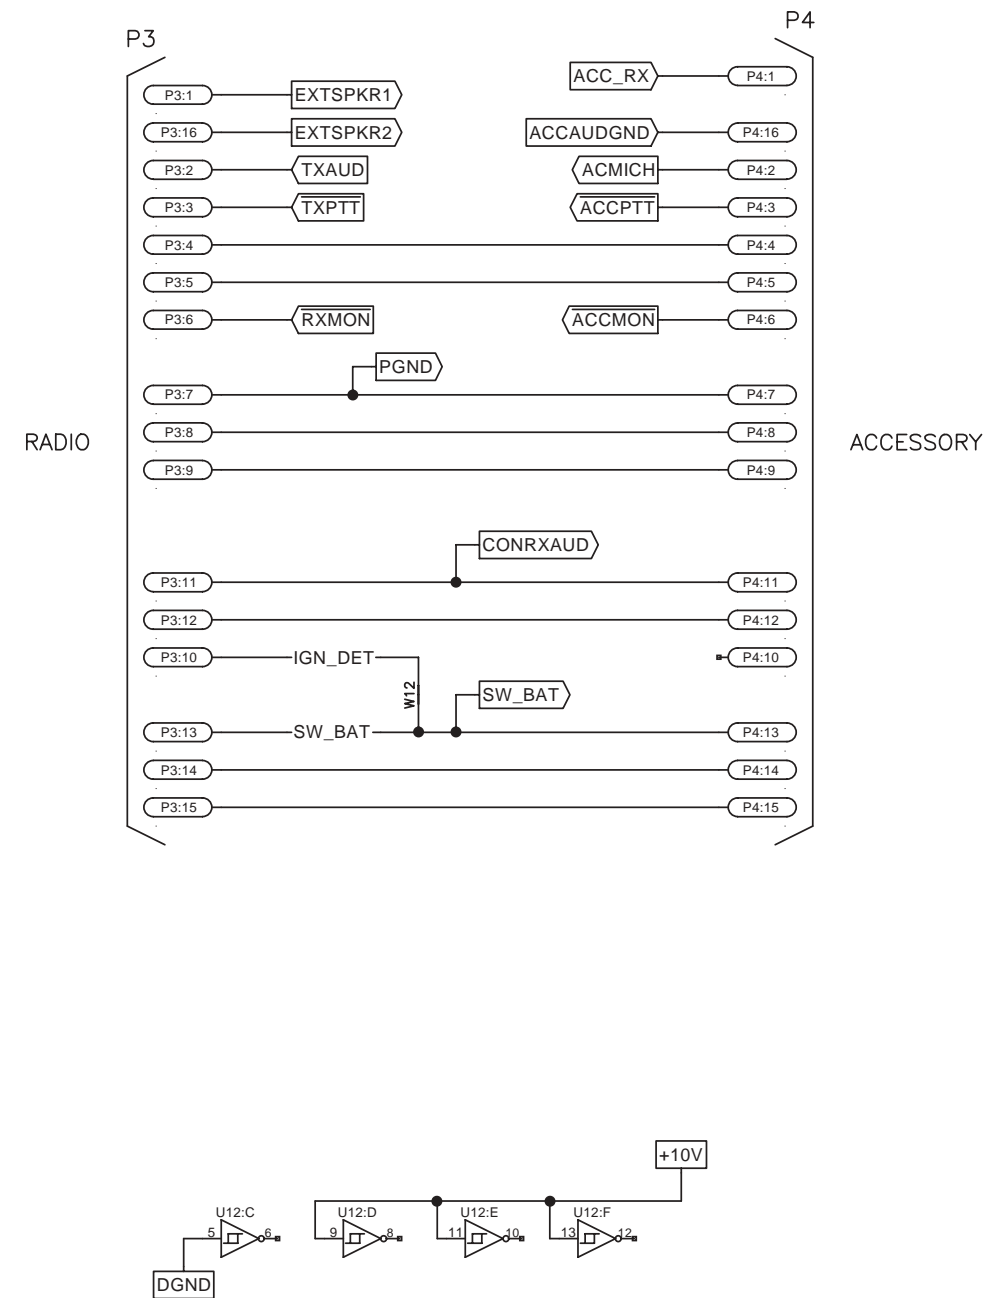 P3 P4
P3:1 EXTSPKR1 ACC_RX P4:1
P3:16 EXTSPKR2 ACCAUDGND P4:16
P3:2 TXAUD ACMICH P4:2
P3:3 TXPTT ACCPTT P4:3
P3:4 P4:4
P3:5 P4:5
P3:6 RXMON ACCMON P4:6
PGND
P3:7 P4:7
RADIO P3:8 P4:8 ACCESSORY
P3:9 P4:9
CONRXAUD
P3:11 P4:11
P3:12 P4:12
P3:10 IGN_DET P4:10
W12 SW_BAT
P3:13 SW_BAT P4:13
P3:14 P4:14
P3:15 P4:15
+10V
U12:C U12:D U12:E U12:F
5 6 9 8 11 10 13 12
DGND